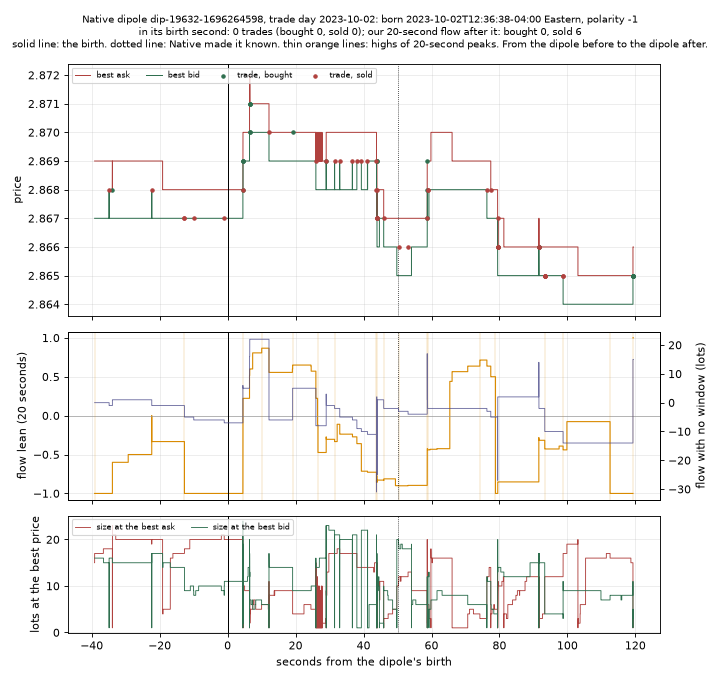 Native dipole dip-19632-1696264598, trade day 2023-10-02: born 2023-10-02T12:36:38-04:00 Eastern, polarity -1
in its birth second: 0 trades (bought 0, sold 0); our 20-second flow after it: bought 0, sold 6
solid line: the birth. dotted line: Native made it known. thin orange lines: highs of 20-second peaks. From the dipole before to the dipole after.
best ask
best bid
trade, bought
trade, sold
2.872
2.871
2.870
2.869
2.868
2.867
2.866
2.865
2.864
price
1.0
0.5
0.0
−0.5
−1.0
flow lean (20 seconds)
20
10
0
−10
−20
−30
flow with no window (lots)
size at the best ask
size at the best bid
20
10
0
lots at the best price
−40
−20
0
20
40
60
80
100
120
seconds from the dipole's birth